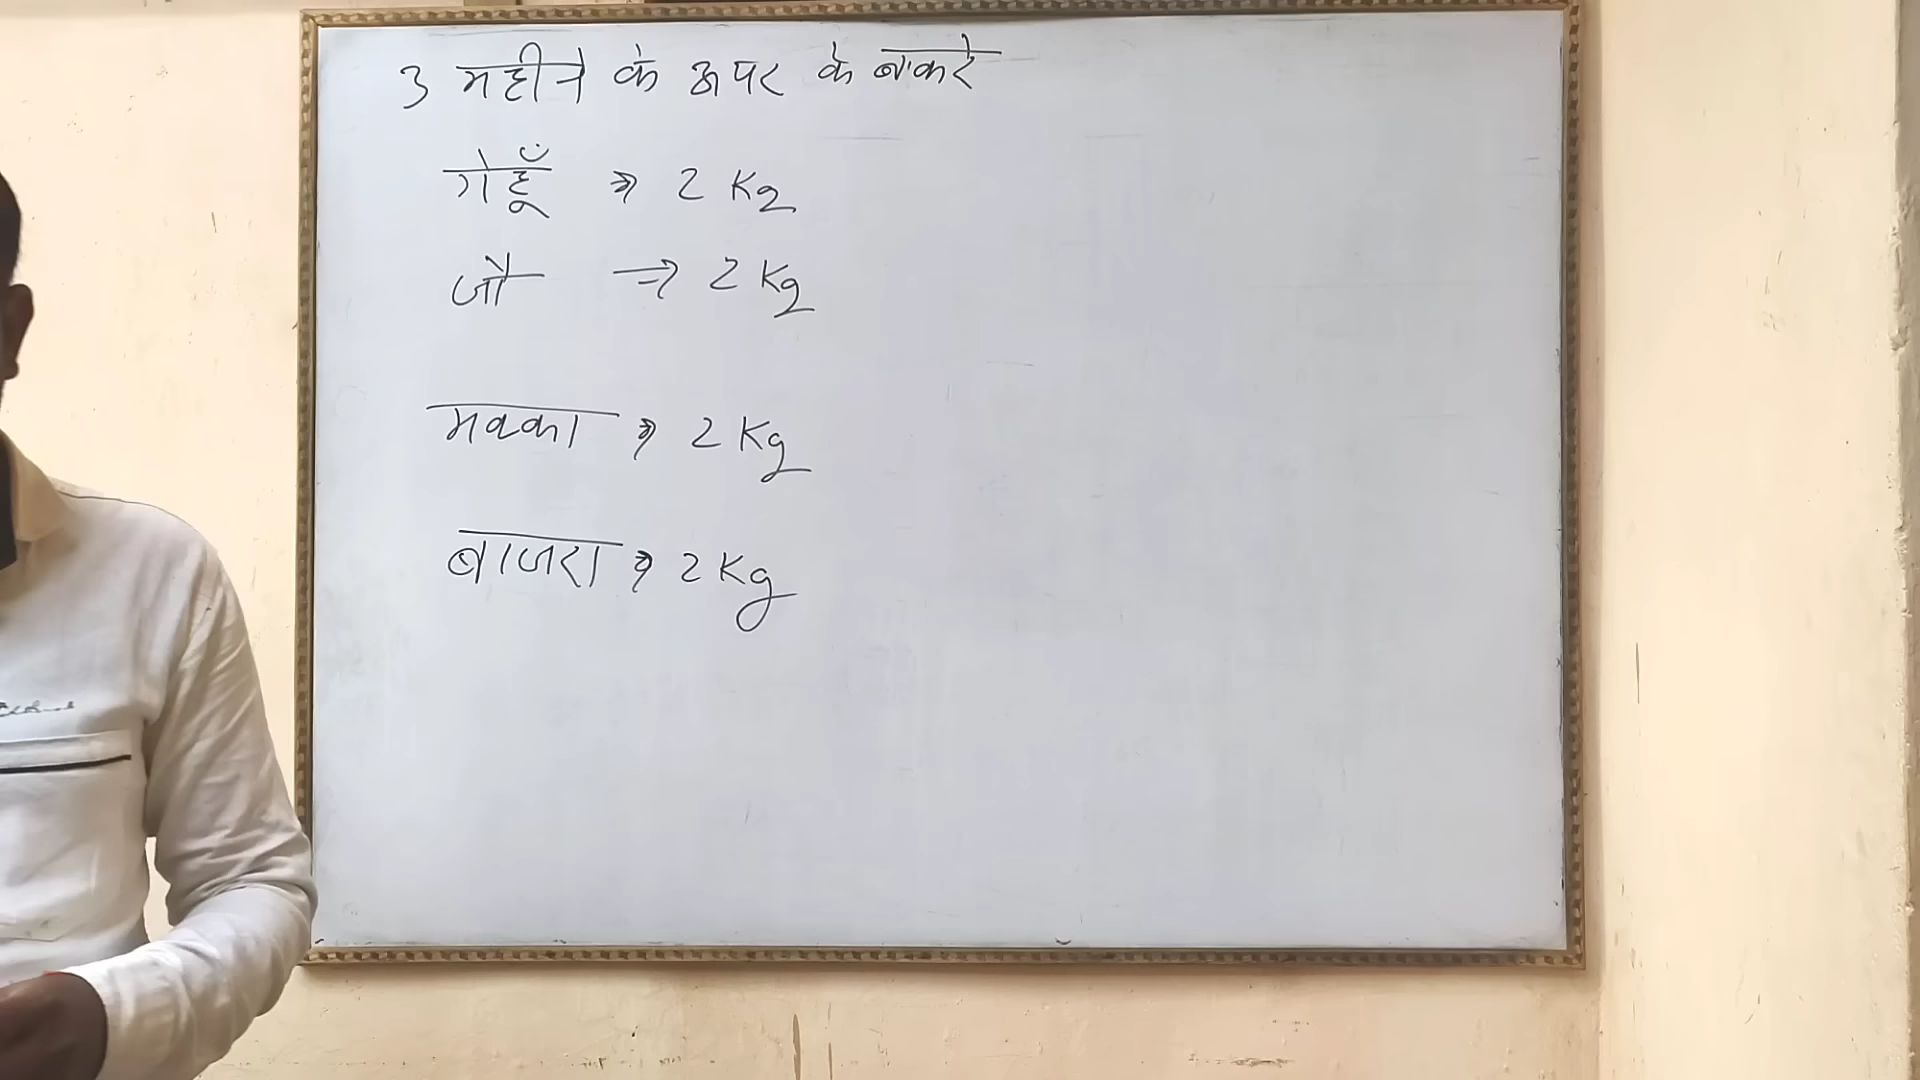 3 महीने के ऊपर के बकरे
गेहूँ ⇒ 2 Kg
जौ ⇒ 2 Kg
मक्का ⇒ 2 Kg
बाजरा ⇒ 2 Kg